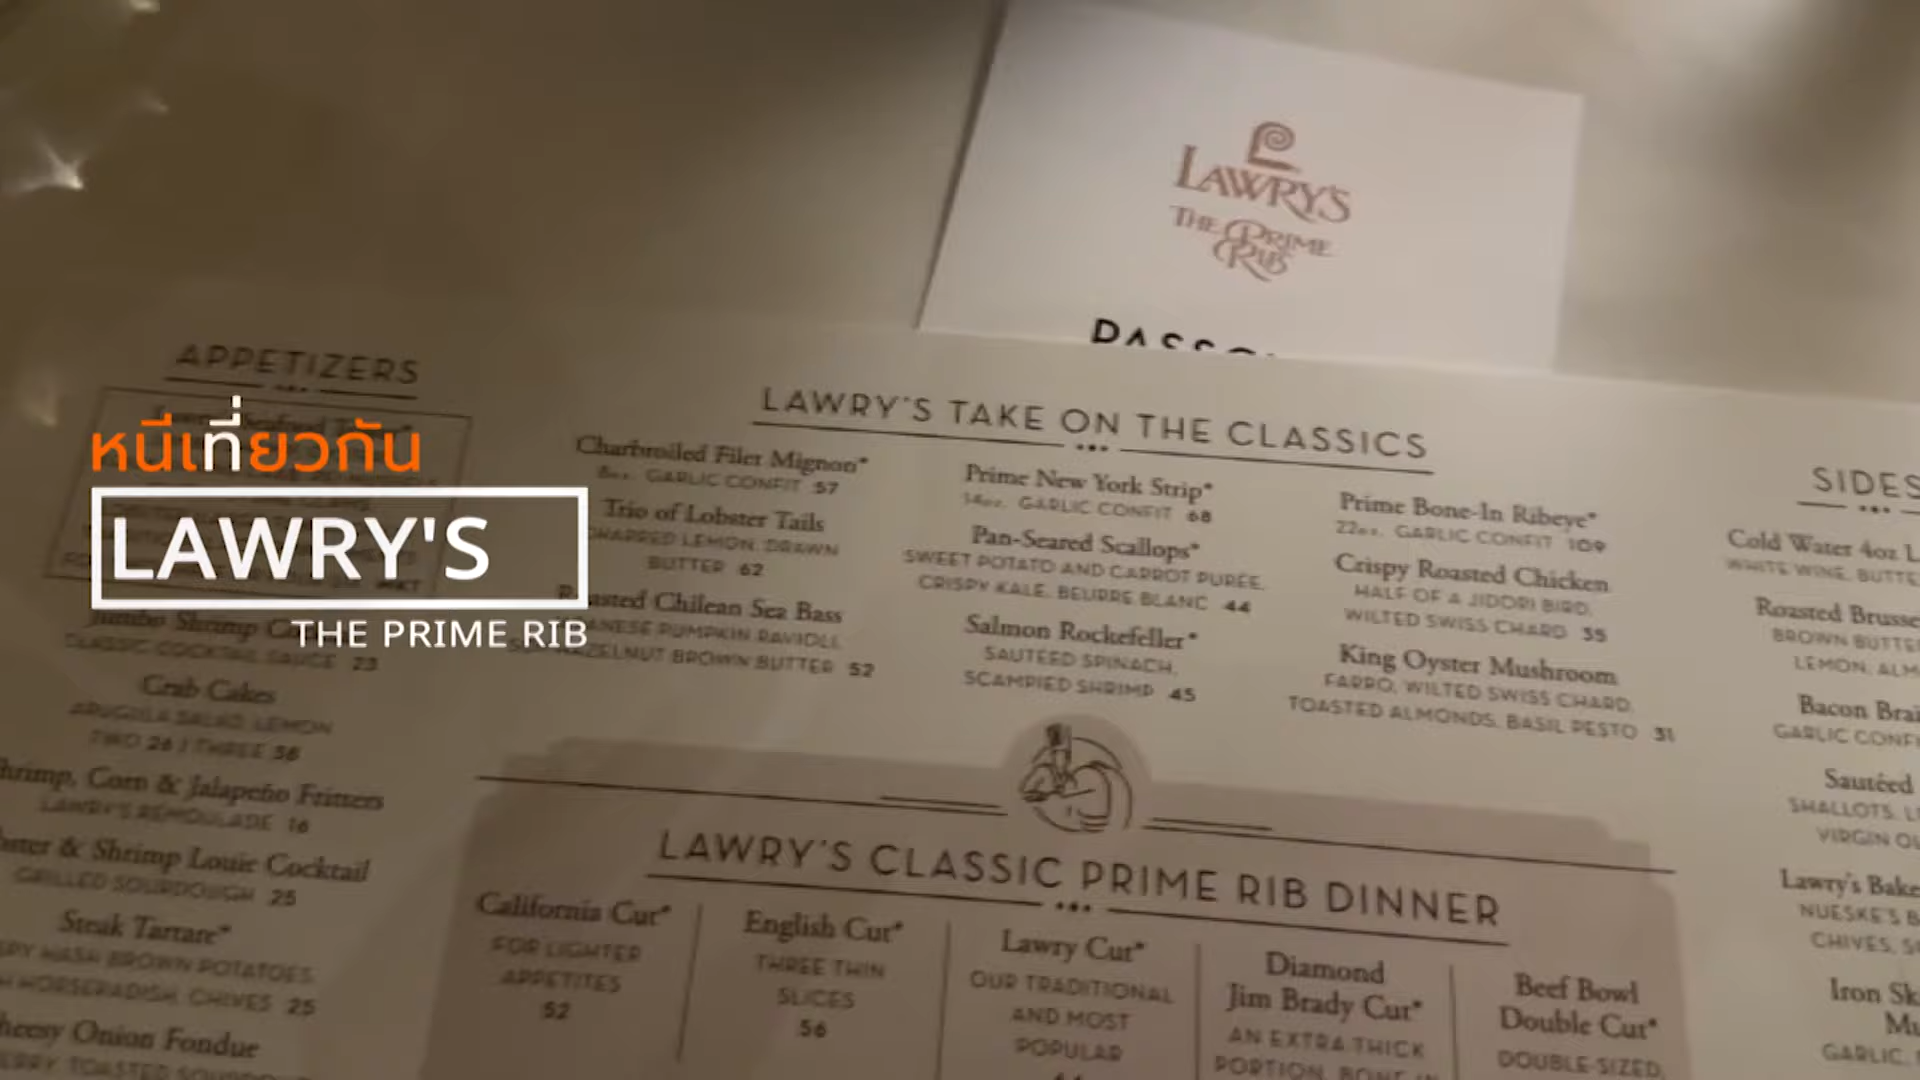 LAWRY'S
THE PRIME
RIB
APPETIZERS
หนีเที่ยวกัน
LAWRY'S
THE PRIME RIB
CLASSIC COCKTAIL SAUCE 23
Crab Cakes
ARUGULA SALAD, LEMON
TWO 26 | THREE 38
Shrimp, Corn & Jalapeño Fritters
LAWRY'S REMOULADE 16
& Shrimp Louie Cocktail
GRILLED SOURDOUGH 25
Steak Tartare*
HASH BROWN POTATOES,
HORSERADISH, CHIVES 25
Onion Fondue
LAWRY'S TAKE ON THE CLASSICS
Charbroiled Filet Mignon*
8oz. GARLIC CONFIT 57
Trio of Lobster Tails
CHARRED LEMON, DRAWN
BUTTER 62
Roasted Chilean Sea Bass
PUMPKIN RAVIOLI,
HAZELNUT BROWN BUTTER 52
Prime New York Strip*
14oz. GARLIC CONFIT 68
Pan-Seared Scallops*
SWEET POTATO AND CARROT PURÉE,
CRISPY KALE, BEURRE BLANC 44
Salmon Rockefeller*
SAUTÉED SPINACH,
SCAMPIED SHRIMP 45
Prime Bone-In Ribeye*
22oz. GARLIC CONFIT 109
Crispy Roasted Chicken
HALF OF A JIDORI BIRD,
WILTED SWISS CHARD 35
King Oyster Mushroom
FARRO, WILTED SWISS CHARD,
TOASTED ALMONDS, BASIL PESTO 31
LAWRY'S CLASSIC PRIME RIB DINNER
California Cut*
FOR LIGHTER
APPETITES
52
English Cut*
THREE THIN
SLICES
56
Lawry Cut*
OUR TRADITIONAL
AND MOST
POPULAR
Diamond
Jim Brady Cut*
AN EXTRA THICK
PORTION, BONE-IN
Beef Bowl
Double Cut*
DOUBLE-SIZED,
SIDES
Cold Water 4oz
WHITE WINE,
Roasted
BROWN
LEMON,
Bacon
GARLIC
Sautéed
SHALLOTS,
VIRGIN
Lawry's
NUESKE'S
CHIVES,
Iron
GARLIC,